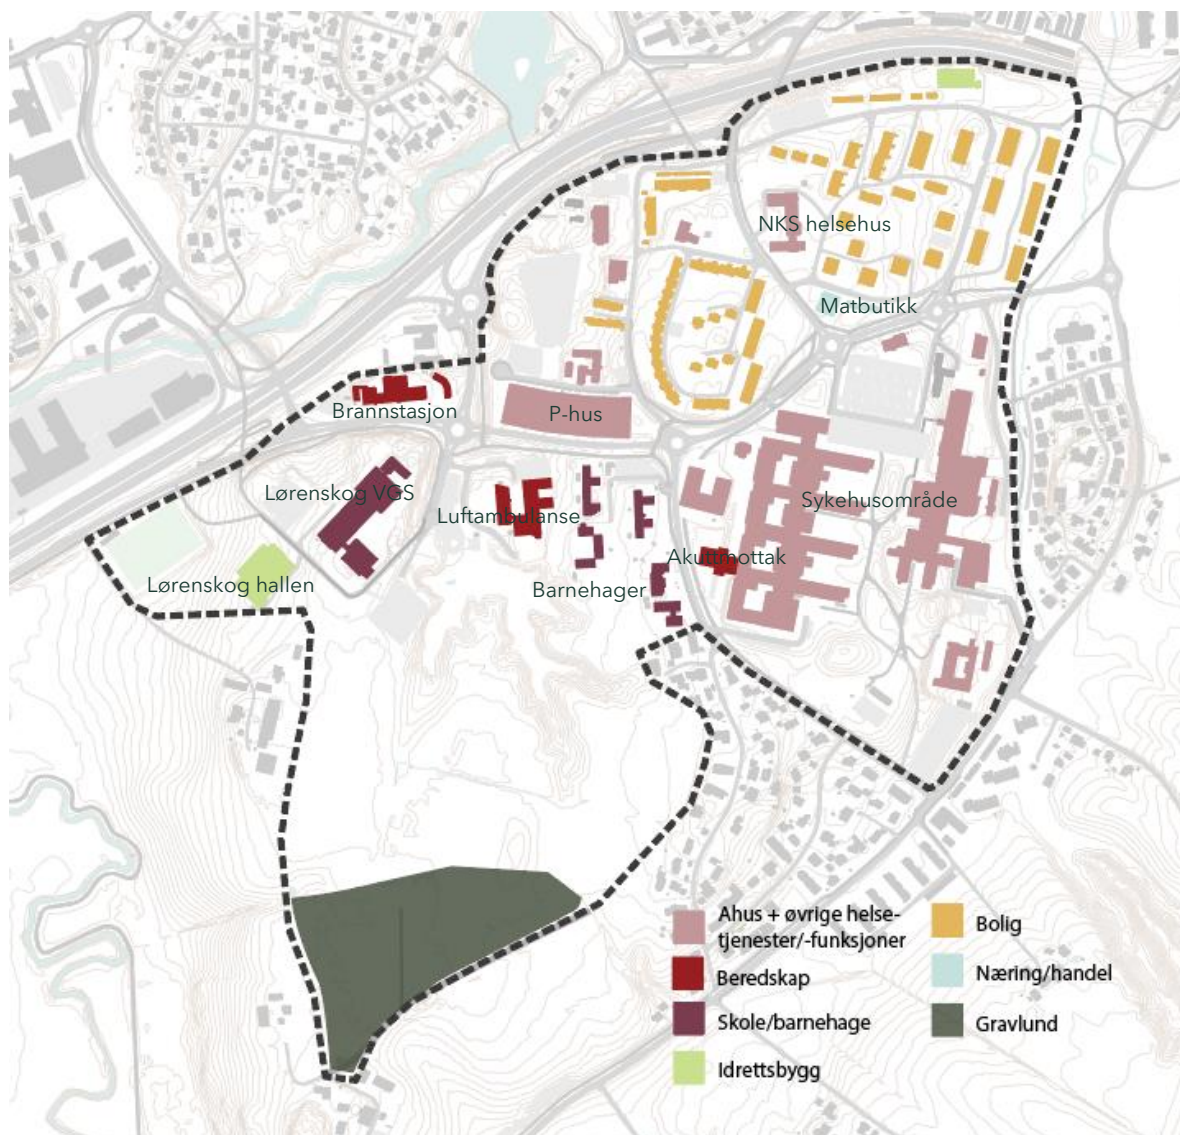 NKS helsehus
Matbutikk
Brannstasjon
P-hus
Lørenskog VGS
Sykehusområde
Luftambulanse
Akuttmottak
Lørenskog hallen
Barnehager
Ahus + øvrige helse-
tjenester/-funksjoner
Beredskap
Skole/barnehage
Idrettsbygg
Bolig
Næring/handel
Gravlund